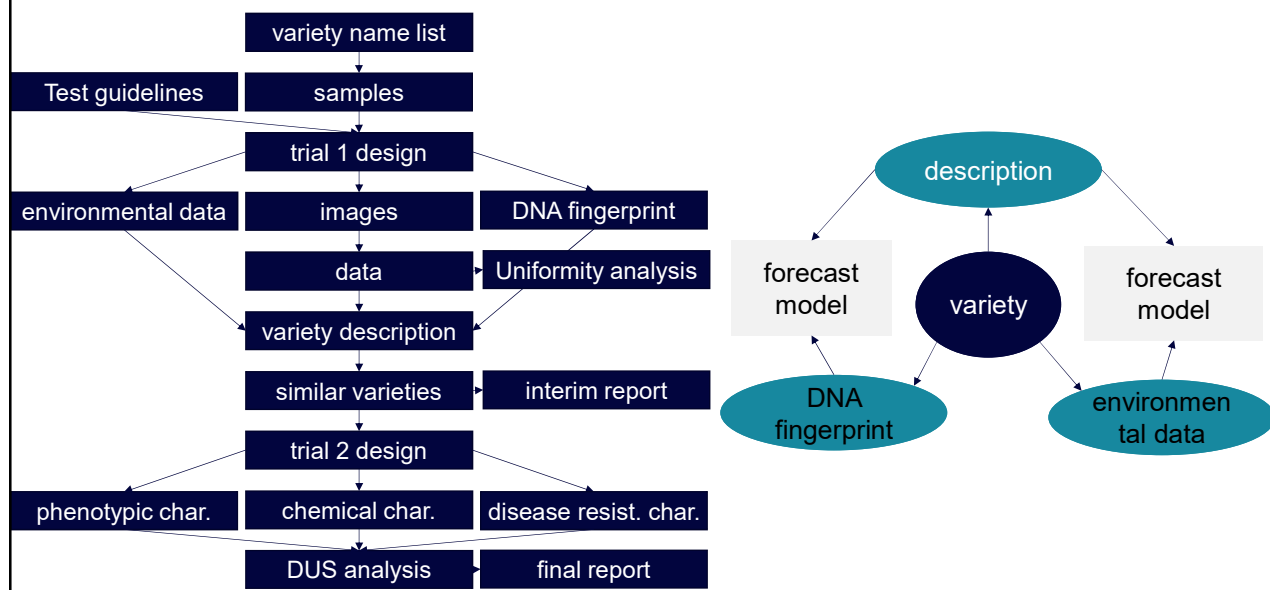 variety name list
Test guidelines
samples
trial 1 design
environmental data
images
DNA fingerprint
data
Uniformity analysis
variety description
similar varieties
interim report
trial 2 design
phenotypic char.
chemical char.
disease resist. char.
DUS analysis
final report
description
forecast
model
variety
forecast
model
DNA
fingerprint
environmen
tal data